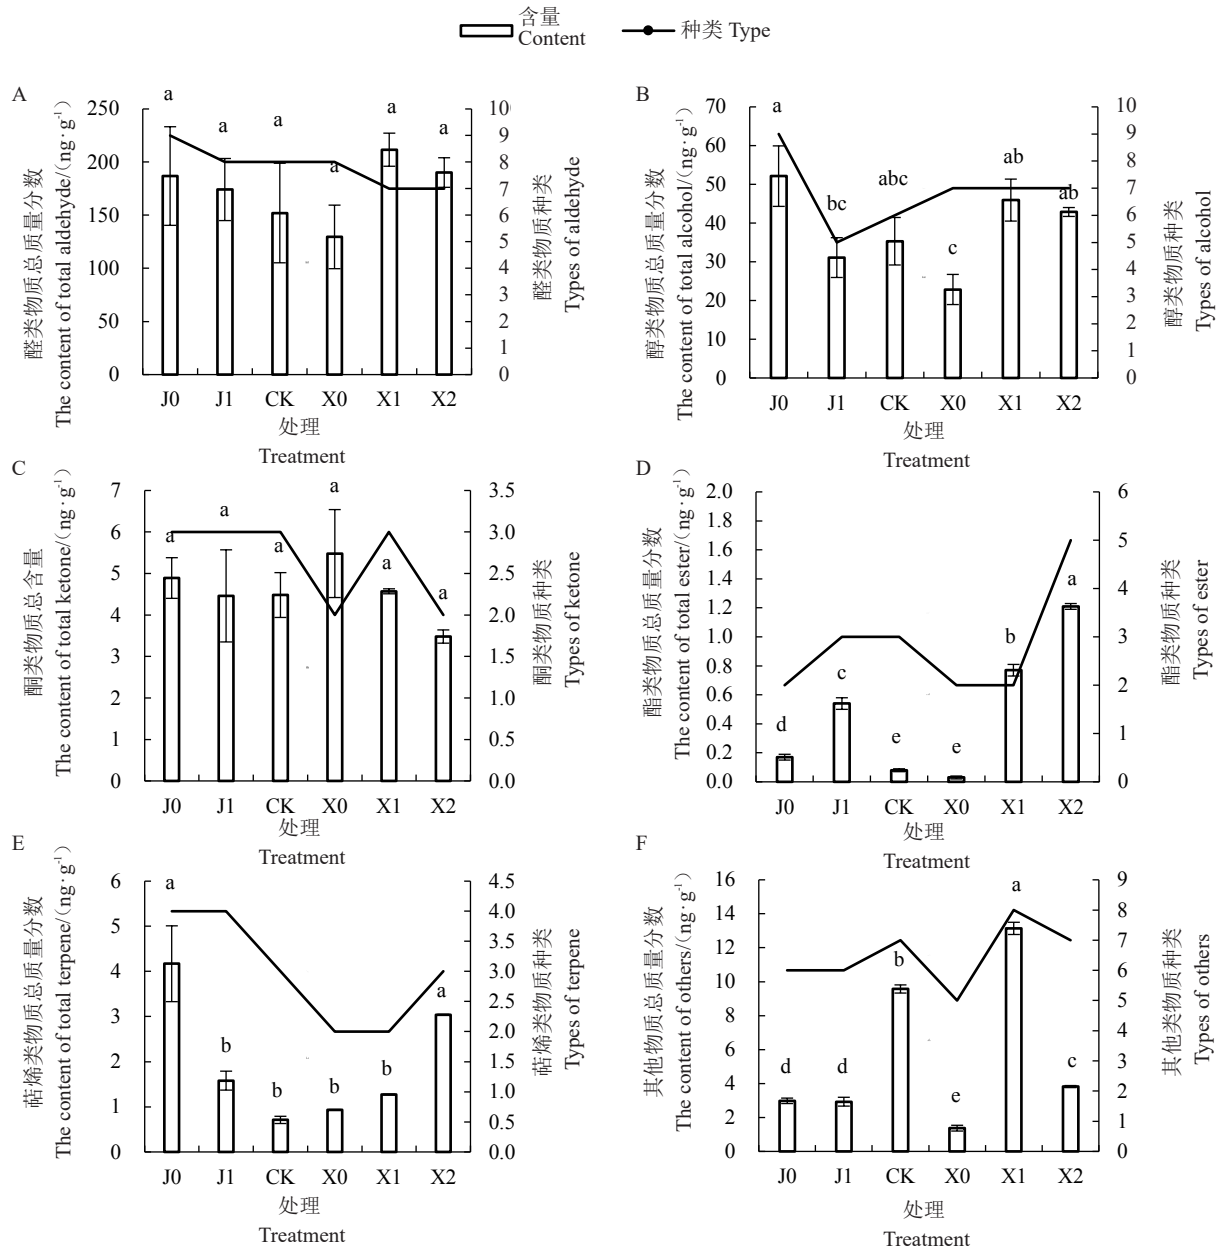 含量
Content
种类 Type
A
醛类物质总质量分数
The content of total aldehyde/(ng·g⁻¹)
250
200
150
100
50
0
a a a a a a
10
9
8
7
6
5
4
3
2
1
0
醛类物质种类
Types of aldehyde
J0 J1 CK X0 X1 X2
处理
Treatment
B
醇类物质总质量分数
The content of total alcohol/(ng·g⁻¹)
70
60
50
40
30
20
10
0
a bc abc c ab ab
10
9
8
7
6
5
4
3
2
1
0
醇类物质种类
Types of alcohol
J0 J1 CK X0 X1 X2
处理
Treatment
C
酮类物质总含量
The content of total ketone/(ng·g⁻¹)
7
6
5
4
3
2
1
0
a a a a a a
3.5
3.0
2.5
2.0
1.5
1.0
0.5
0.0
酮类物质种类
Types of ketone
J0 J1 CK X0 X1 X2
处理
Treatment
D
酯类物质总质量分数
The content of total ester/(ng·g⁻¹)
2.0
1.8
1.6
1.4
1.2
1.0
0.8
0.6
0.4
0.2
0.0
d c e e b a
6
5
4
3
2
1
0
酯类物质种类
Types of ester
J0 J1 CK X0 X1 X2
处理
Treatment
E
萜烯类物质总质量分数
The content of total terpene/(ng·g⁻¹)
6
5
4
3
2
1
0
a b b b b a
4.5
4.0
3.5
3.0
2.5
2.0
1.5
1.0
0.5
0.0
萜烯类物质种类
Types of terpene
J0 J1 CK X0 X1 X2
处理
Treatment
F
其他物质总质量分数
The content of others/(ng·g⁻¹)
16
14
12
10
8
6
4
2
0
d d b e a c
9
8
7
6
5
4
3
2
1
0
其他类物质种类
Types of others
J0 J1 CK X0 X1 X2
处理
Treatment